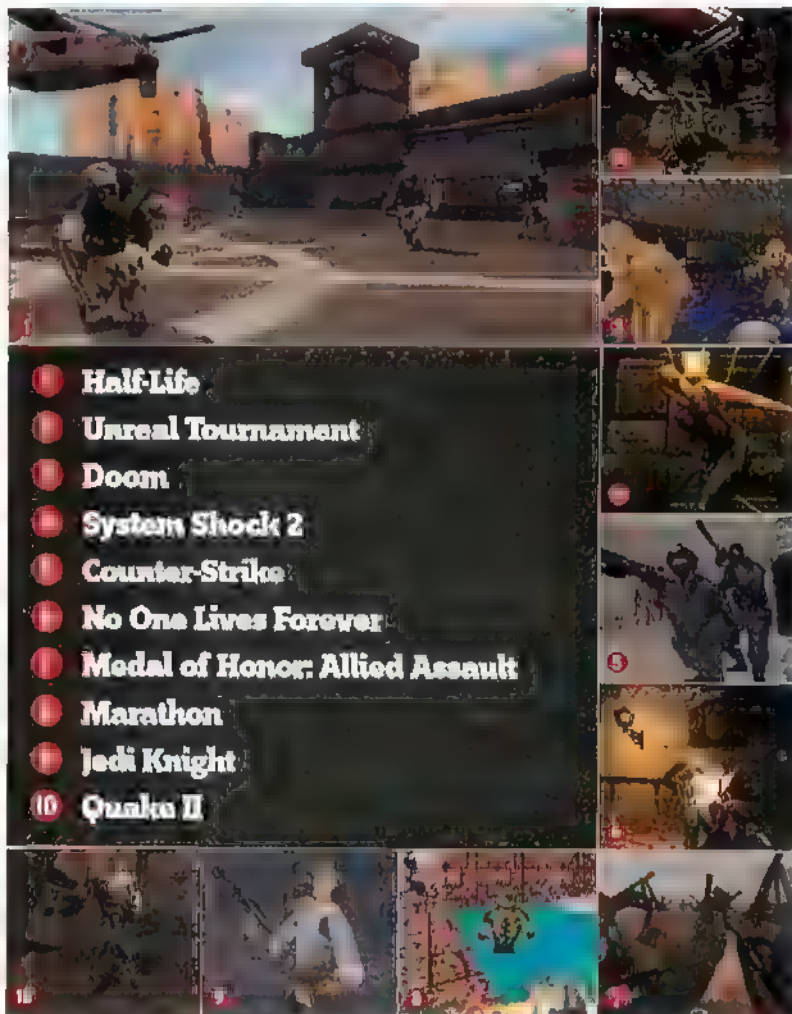 Half-Life
Unreal Tournament
Doom
System Shock 2
Counter-Strike
No One Lives Forever
Medal of Honor: Allied Assault
Marathon
Jedi Knight
10 Quake II
5